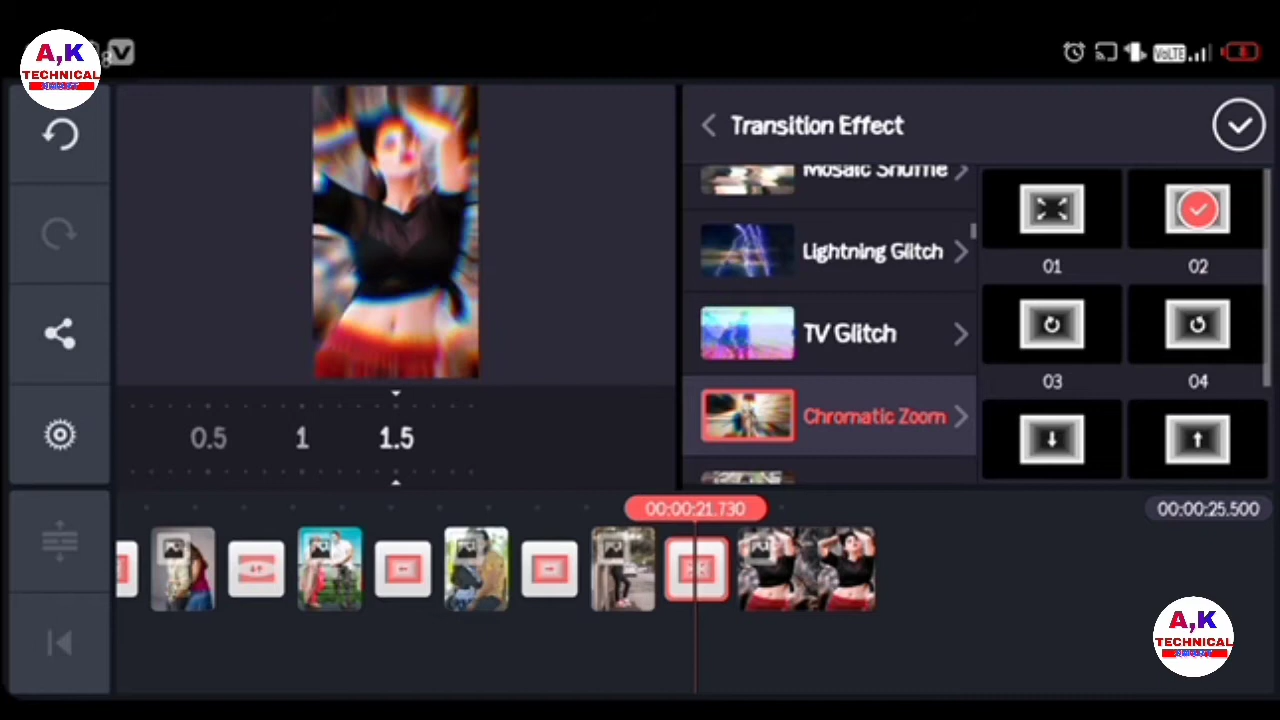 A,K
TECHNICAL
VoLTE
Transition Effect
Mosaic Shuffle
Lightning Glitch
TV Glitch
Chromatic Zoom
01
02
03
04
0.5
1
1.5
00:00:21.730
00:00:25.500
A,K
TECHNICAL